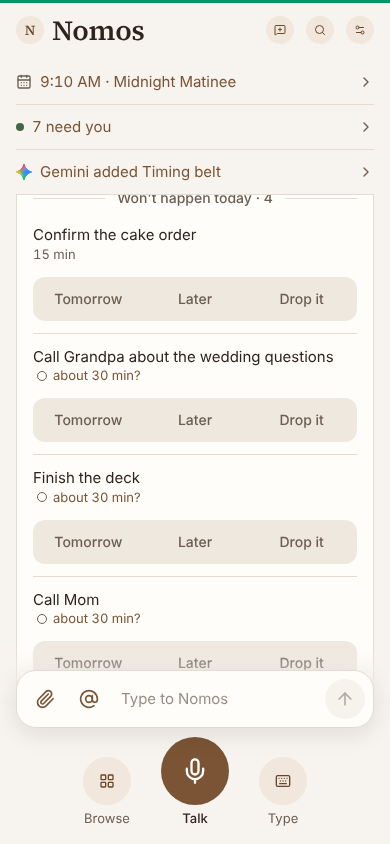 N Nomos
9:10 AM · Midnight Matinee
7 need you
Gemini added Timing belt
Won't happen today · 4
Confirm the cake order
15 min
Tomorrow Later Drop it
Call Grandpa about the wedding questions
about 30 min?
Tomorrow Later Drop it
Finish the deck
about 30 min?
Tomorrow Later Drop it
Call Mom
about 30 min?
Tomorrow Later Drop it
@ Type to Nomos
Browse Talk Type